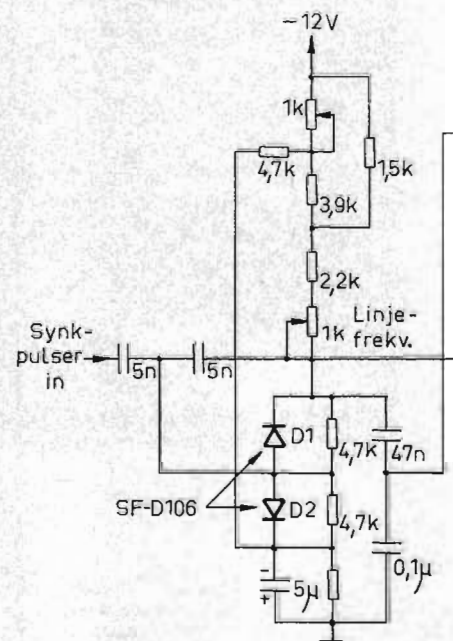 −12V
1k
4,7k
1,5k
3,9k
2,2k
1k
Linje-
frekv.
Synk-
pulser
in
5n
5n
D1
4,7k
47n
SF-D106
D2
4,7k
−
+
5µ
0,1µ